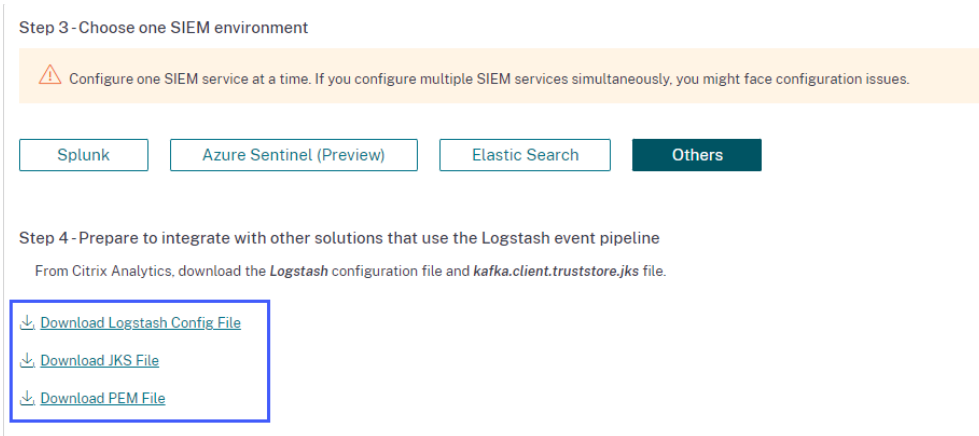 Step 3 - Choose one SIEM environment
Configure one SIEM service at a time. If you configure multiple SIEM services simultaneously, you might face configuration issues.
Splunk
Azure Sentinel (Preview)
Elastic Search
Others
Step 4 - Prepare to integrate with other solutions that use the Logstash event pipeline
From Citrix Analytics, download the Logstash configuration file and kafka.client.truststore.jks file.
Download Logstash Config File
Download JKS File
Download PEM File